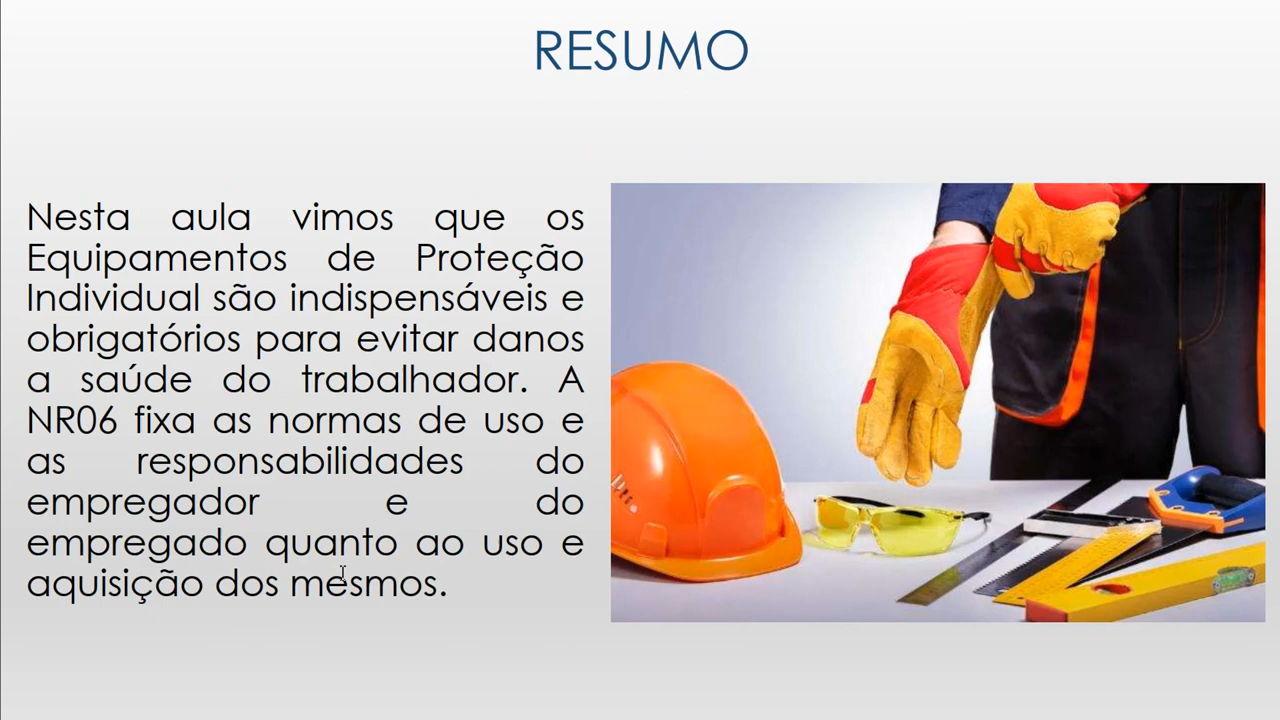 RESUMO
Nesta aula vimos que os
Equipamentos de Proteção
Individual são indispensáveis e
obrigatórios para evitar danos
a saúde do trabalhador. A
NR06 fixa as normas de uso e
as responsabilidades do
empregador e do
empregado quanto ao uso e
aquisição dos mesmos.